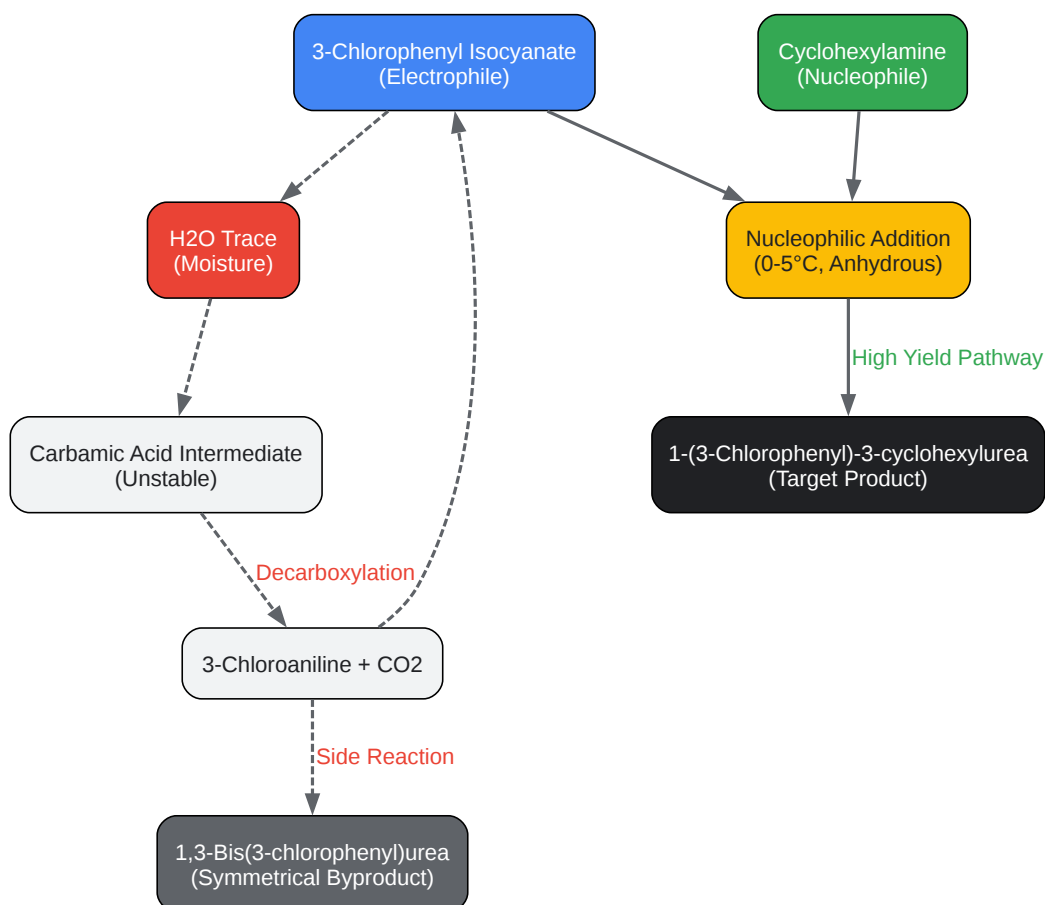 3-Chlorophenyl Isocyanate
(Electrophile)
Cyclohexylamine
(Nucleophile)
H2O Trace
(Moisture)
Nucleophilic Addition
(0-5°C, Anhydrous)
High Yield Pathway
Carbamic Acid Intermediate
(Unstable)
1-(3-Chlorophenyl)-3-cyclohexylurea
(Target Product)
Decarboxylation
3-Chloroaniline + CO2
Side Reaction
1,3-Bis(3-chlorophenyl)urea
(Symmetrical Byproduct)